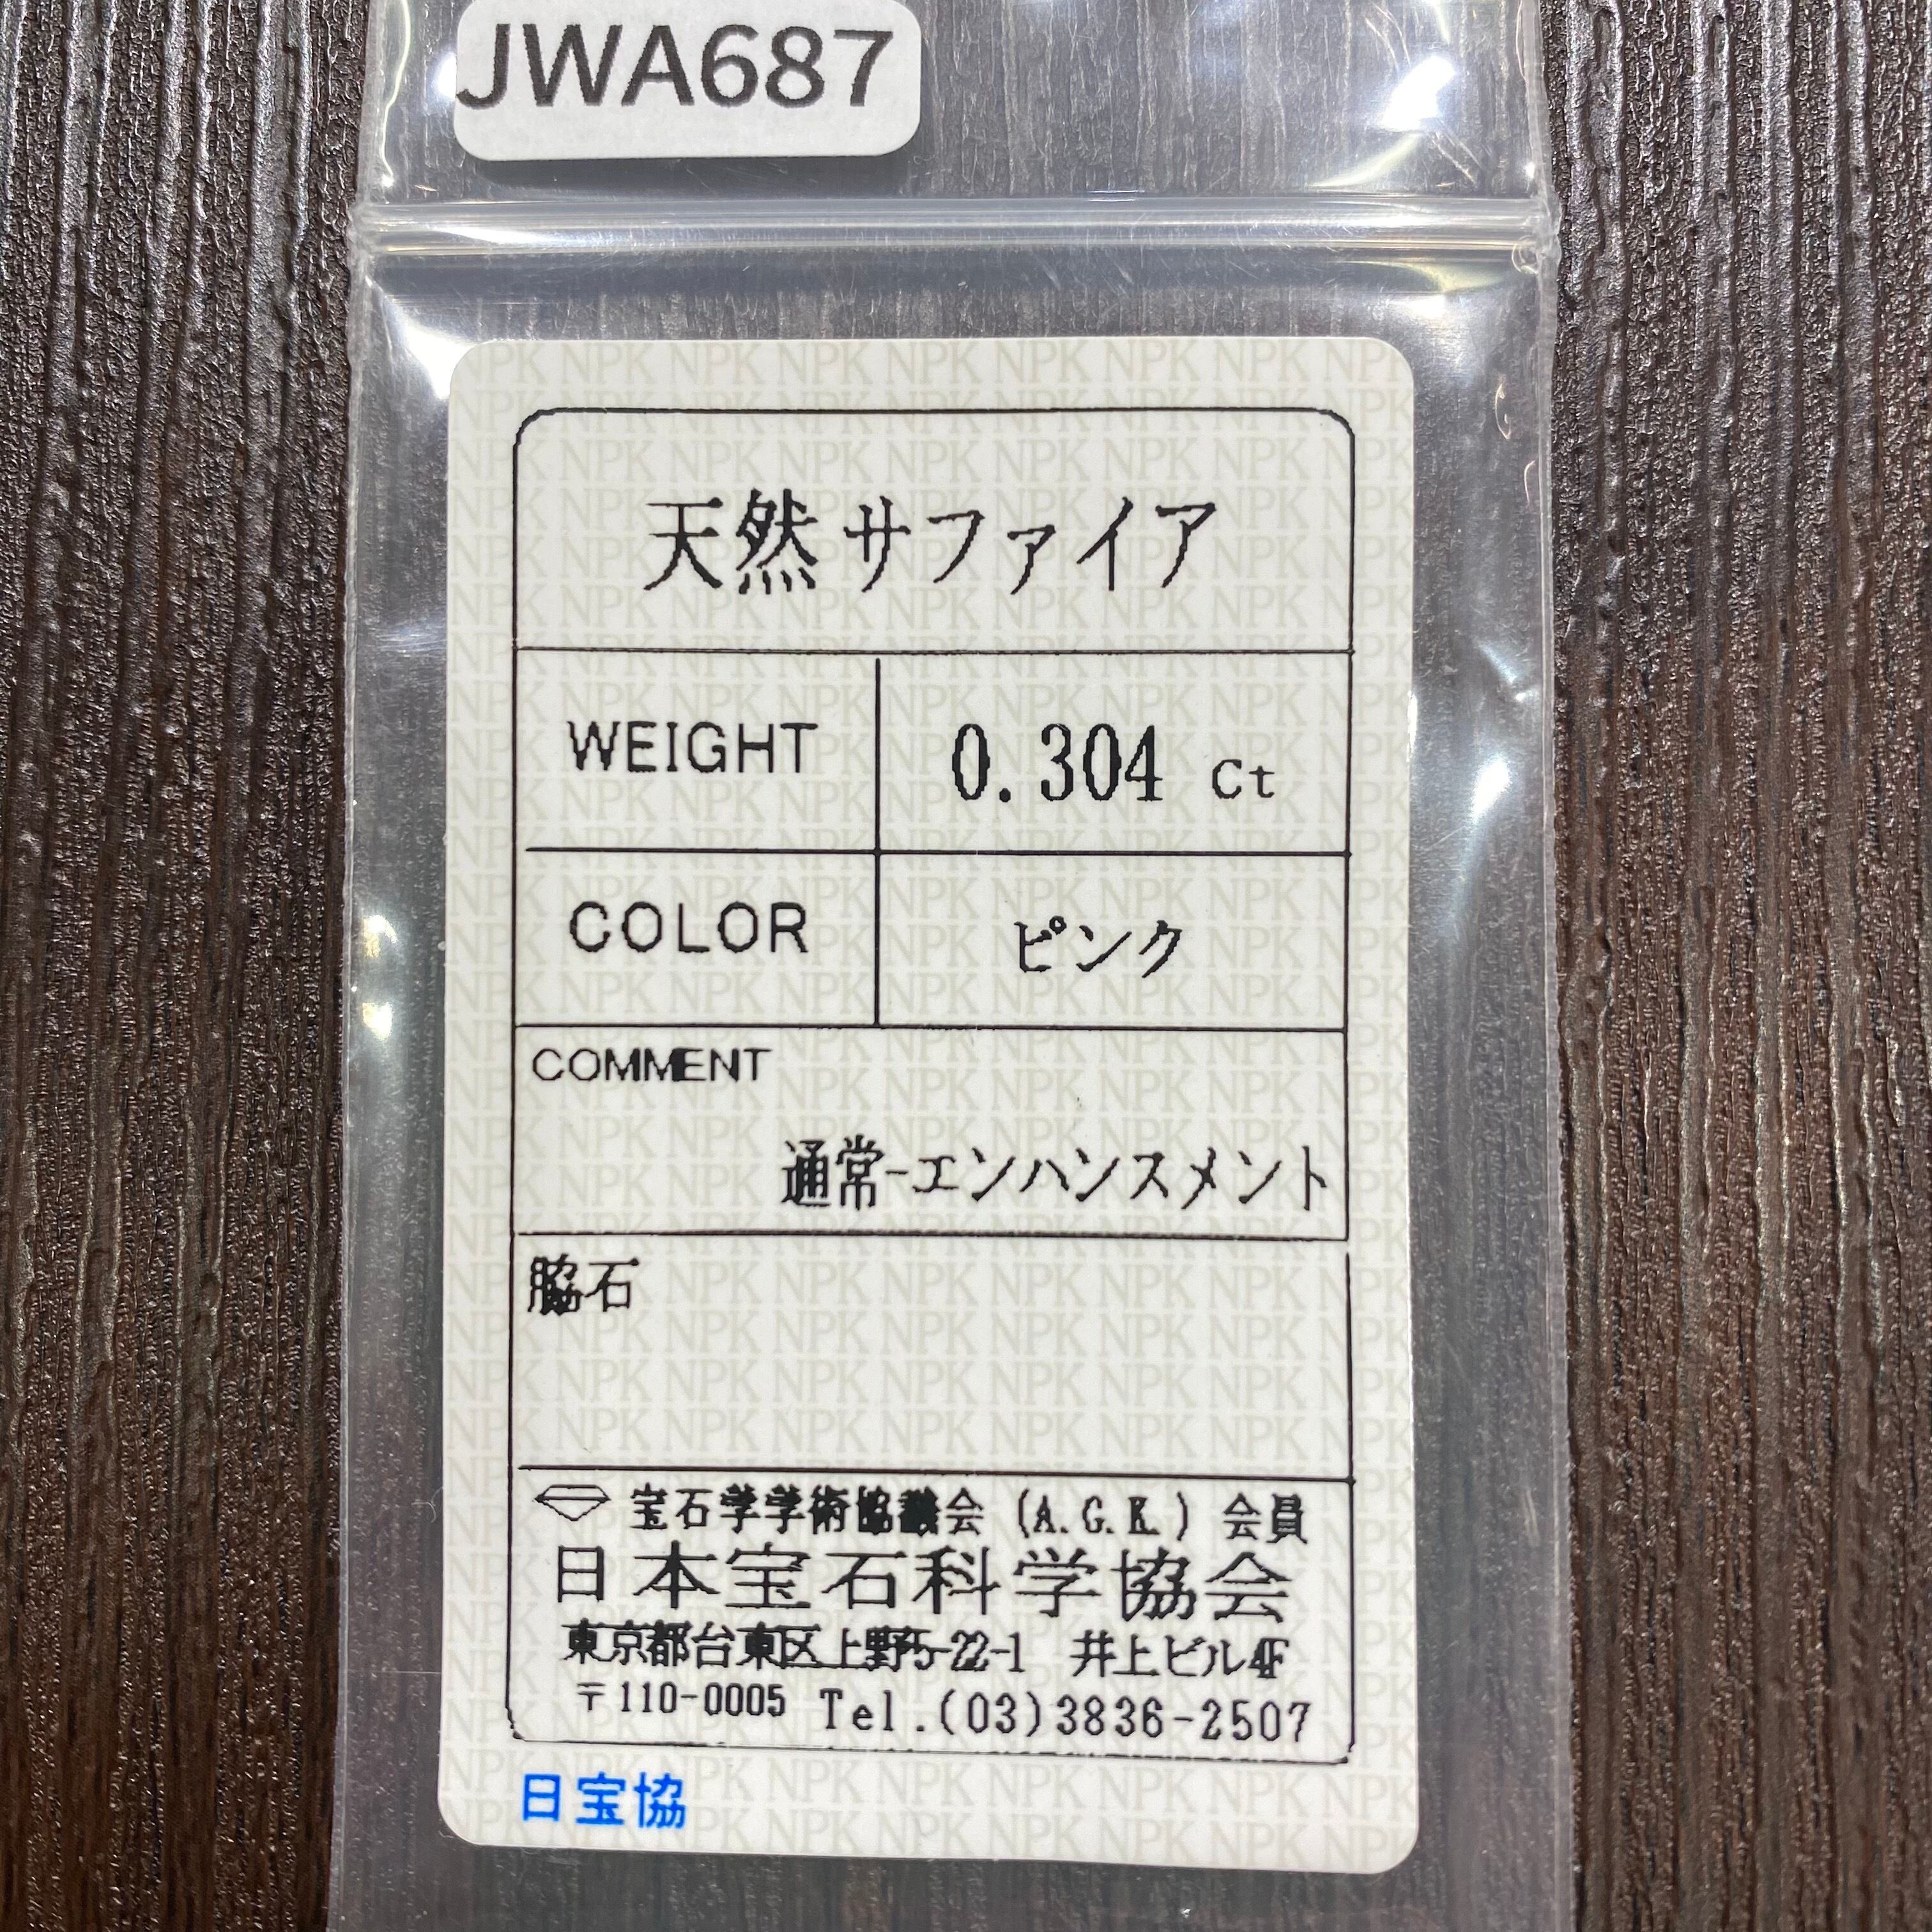 JWA687
天然サファイア
WEIGHT 0.304 Ct
COLOR ピンク
COMMENT
通常-エンハンスメント
脇石
宝石学学術協議会 (A.G.K.) 会員
日本宝石科学協会
東京都台東区上野5-22-1 井上ビル4F
〒110-0005 Tel.(03)3836-2507
日宝協